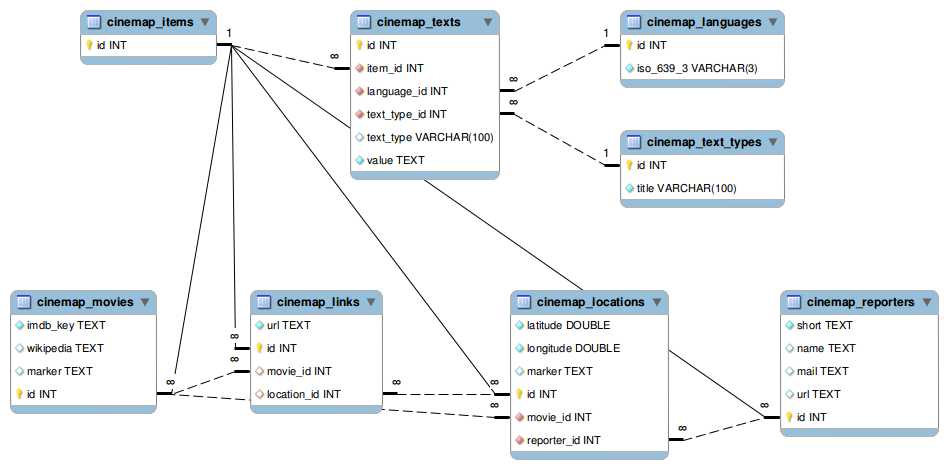 cinemap_items
id INT
cinemap_texts
id INT
item_id INT
language_id INT
text_type_id INT
text_type VARCHAR(100)
value TEXT
cinemap_languages
id INT
iso_639_3 VARCHAR(3)
cinemap_text_types
id INT
title VARCHAR(100)
1
∞
∞
1
∞
1
cinemap_movies
imdb_key TEXT
wikipedia TEXT
marker TEXT
id INT
cinemap_links
url TEXT
id INT
movie_id INT
location_id INT
cinemap_locations
latitude DOUBLE
longitude DOUBLE
marker TEXT
id INT
movie_id INT
reporter_id INT
cinemap_reporters
short TEXT
name TEXT
mail TEXT
url TEXT
id INT
∞
∞
∞
∞
∞
∞
∞
∞